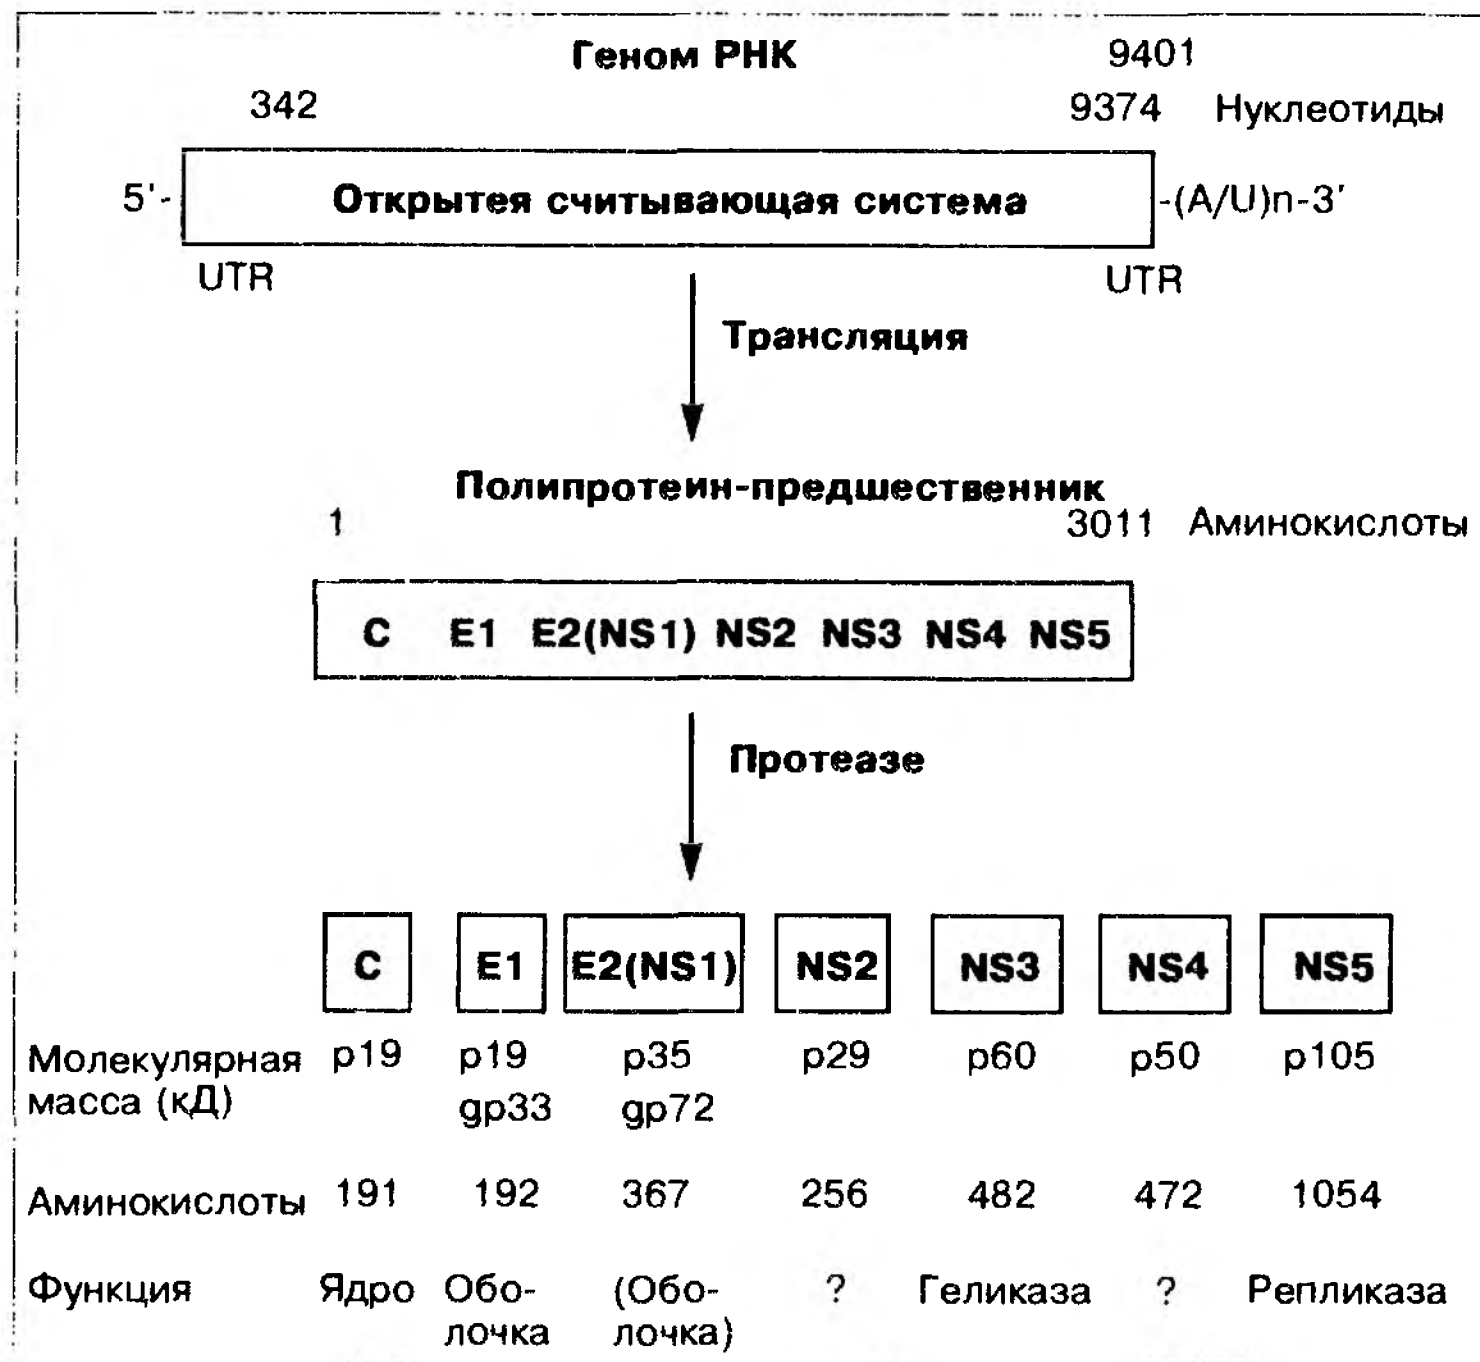 Геном РНК 9401
342 9374 Нуклеотиды
5'- Открытея считывающая система -(A/U)n-3'
UTR UTR
Трансляция
Полипротеин-предшественник
1 3011 Аминокислоты
C E1 E2(NS1) NS2 NS3 NS4 NS5
Протеазе
C E1 E2(NS1) NS2 NS3 NS4 NS5
Молекулярная p19 p19 p35 p29 p60 p50 p105
масса (кД) gp33 gp72
Аминокислоты 191 192 367 256 482 472 1054
Функция Ядро Обо- (Обо- ? Геликаза ? Репликаза
лочка лочка)